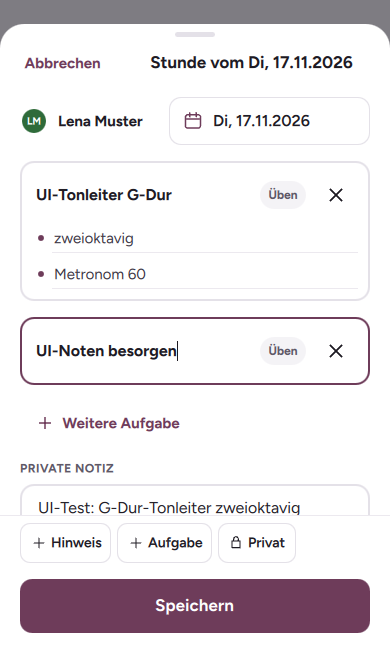 Abbrechen
Stunde vom Di, 17.11.2026
LM
Lena Muster
Di, 17.11.2026
UI-Tonleiter G-Dur
Üben
zweioktavig
Metronom 60
UI-Noten besorgen
Üben
Weitere Aufgabe
PRIVATE NOTIZ
UI-Test: G-Dur-Tonleiter zweioktavig
+ Hinweis
+ Aufgabe
Privat
Speichern